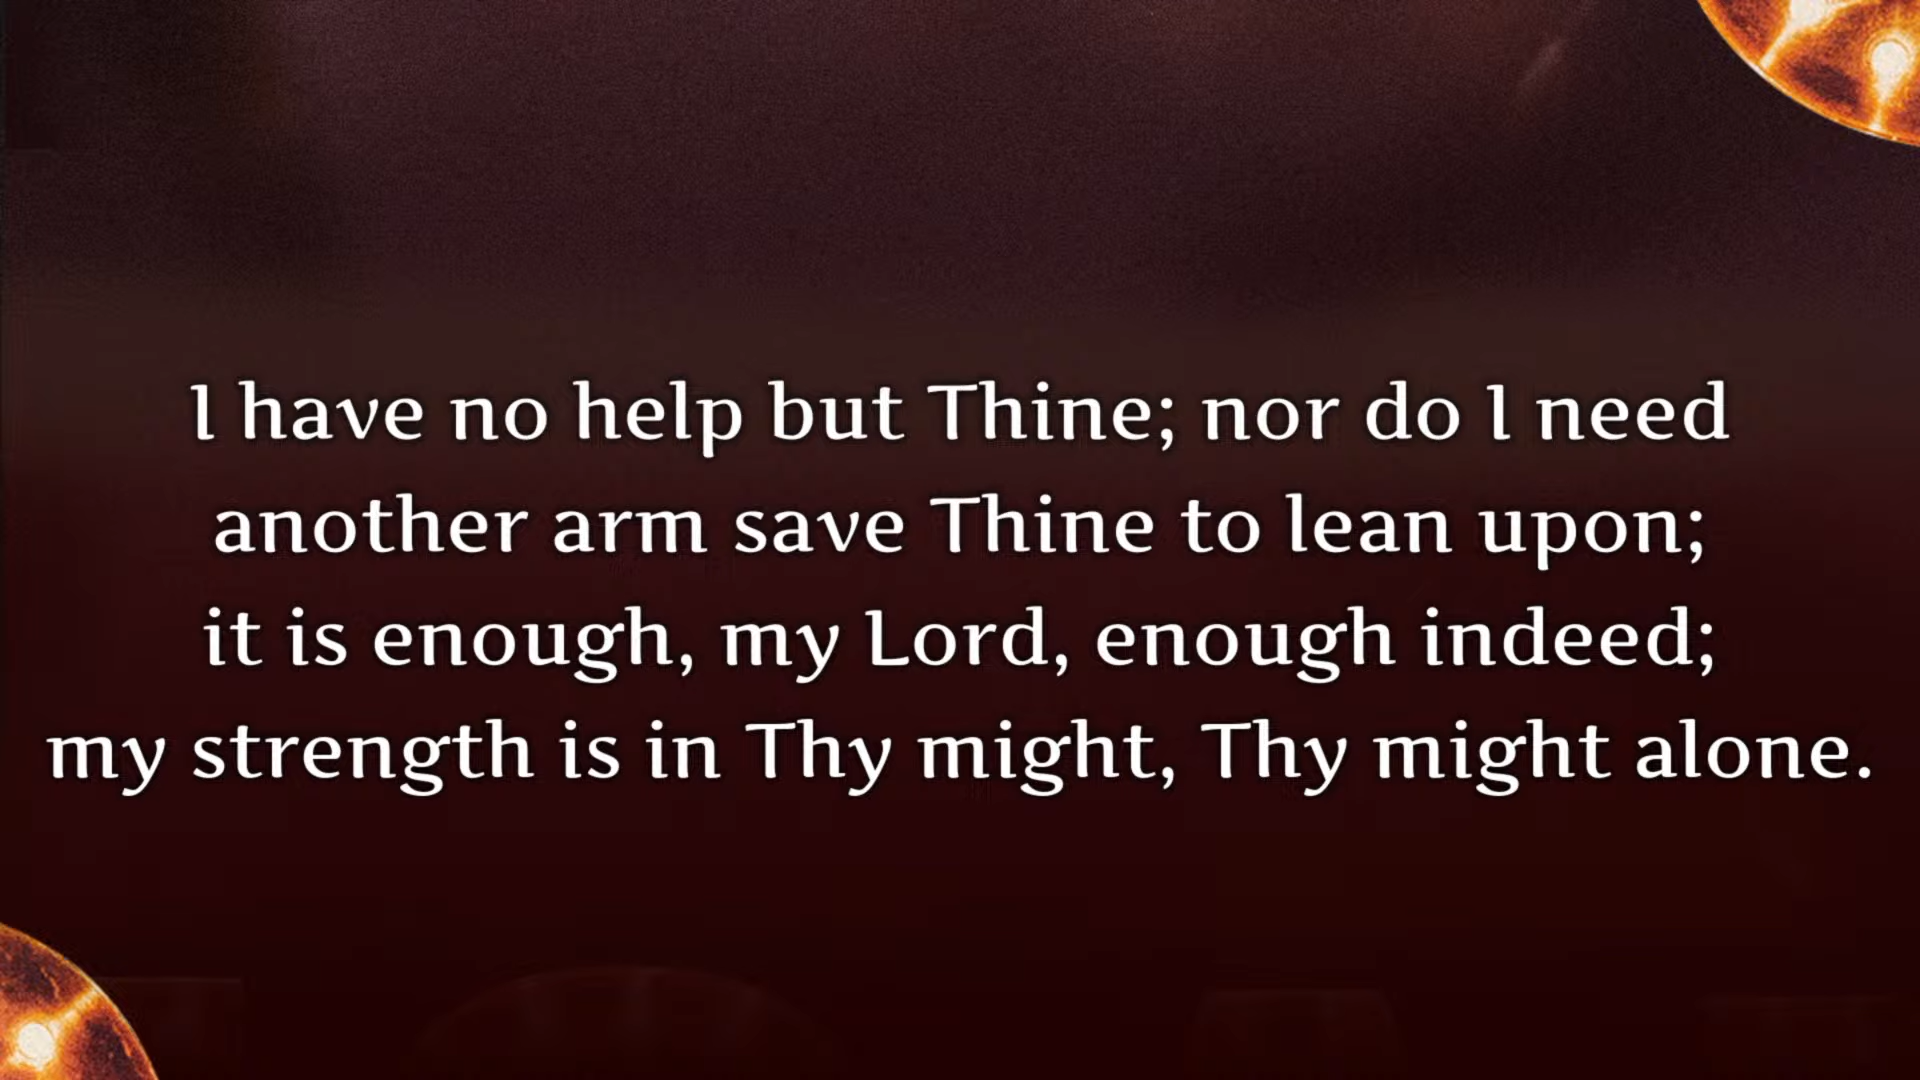 I have no help but Thine; nor do I need
another arm save Thine to lean upon;
it is enough, my Lord, enough indeed;
my strength is in Thy might, Thy might alone.